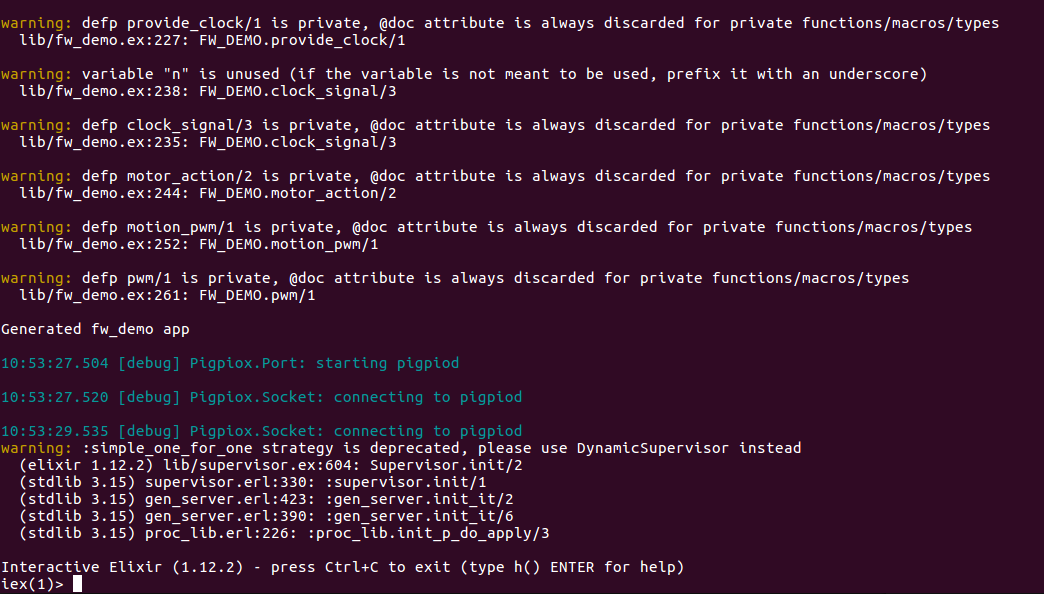 warning: defp provide_clock/1 is private, @doc attribute is always discarded for private functions/macros/types
  lib/fw_demo.ex:227: FW_DEMO.provide_clock/1
warning: variable "n" is unused (if the variable is not meant to be used, prefix it with an underscore)
  lib/fw_demo.ex:238: FW_DEMO.clock_signal/3
warning: defp clock_signal/3 is private, @doc attribute is always discarded for private functions/macros/types
  lib/fw_demo.ex:235: FW_DEMO.clock_signal/3
warning: defp motor_action/2 is private, @doc attribute is always discarded for private functions/macros/types
  lib/fw_demo.ex:244: FW_DEMO.motor_action/2
warning: defp motion_pwm/1 is private, @doc attribute is always discarded for private functions/macros/types
  lib/fw_demo.ex:252: FW_DEMO.motion_pwm/1
warning: defp pwm/1 is private, @doc attribute is always discarded for private functions/macros/types
  lib/fw_demo.ex:261: FW_DEMO.pwm/1
Generated fw_demo app
10:53:27.504 [debug] Pigpiox.Port: starting pigpiod
10:53:27.520 [debug] Pigpiox.Socket: connecting to pigpiod
10:53:29.535 [debug] Pigpiox.Socket: connecting to pigpiod
warning: :simple_one_for_one strategy is deprecated, please use DynamicSupervisor instead
  (elixir 1.12.2) lib/supervisor.ex:604: Supervisor.init/2
  (stdlib 3.15) supervisor.erl:330: :supervisor.init/1
  (stdlib 3.15) gen_server.erl:423: :gen_server.init_it/2
  (stdlib 3.15) gen_server.erl:390: :gen_server.init_it/6
  (stdlib 3.15) proc_lib.erl:226: :proc_lib.init_p_do_apply/3
Interactive Elixir (1.12.2) - press Ctrl+C to exit (type h() ENTER for help)
iex(1)>